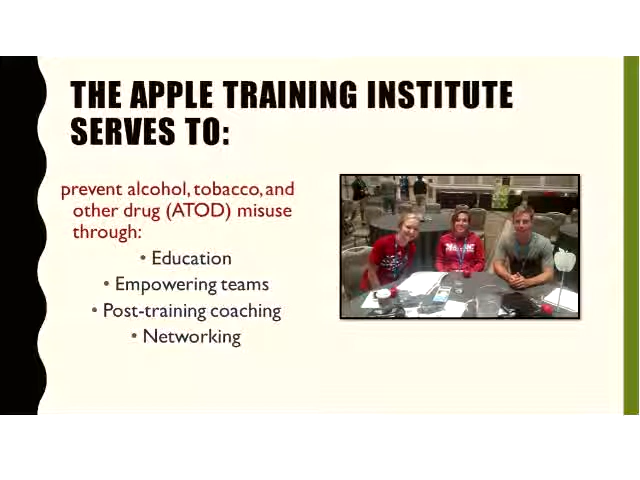 THE APPLE TRAINING INSTITUTE
SERVES TO:
prevent alcohol, tobacco, and
other drug (ATOD) misuse
through:
• Education
• Empowering teams
• Post-training coaching
• Networking